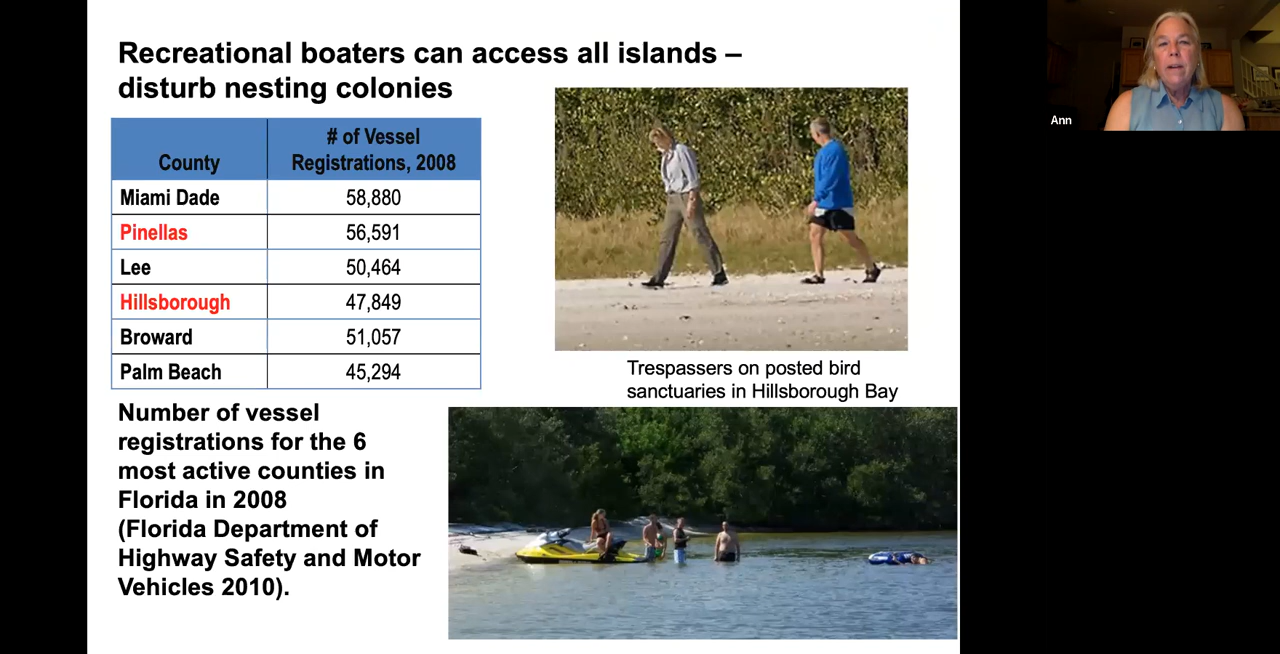 Recreational boaters can access all islands –
disturb nesting colonies
County
# of Vessel
Registrations, 2008
Miami Dade 58,880
Pinellas 56,591
Lee 50,464
Hillsborough 47,849
Broward 51,057
Palm Beach 45,294
Number of vessel
registrations for the 6
most active counties in
Florida in 2008
(Florida Department of
Highway Safety and Motor
Vehicles 2010).
Trespassers on posted bird
sanctuaries in Hillsborough Bay
Ann